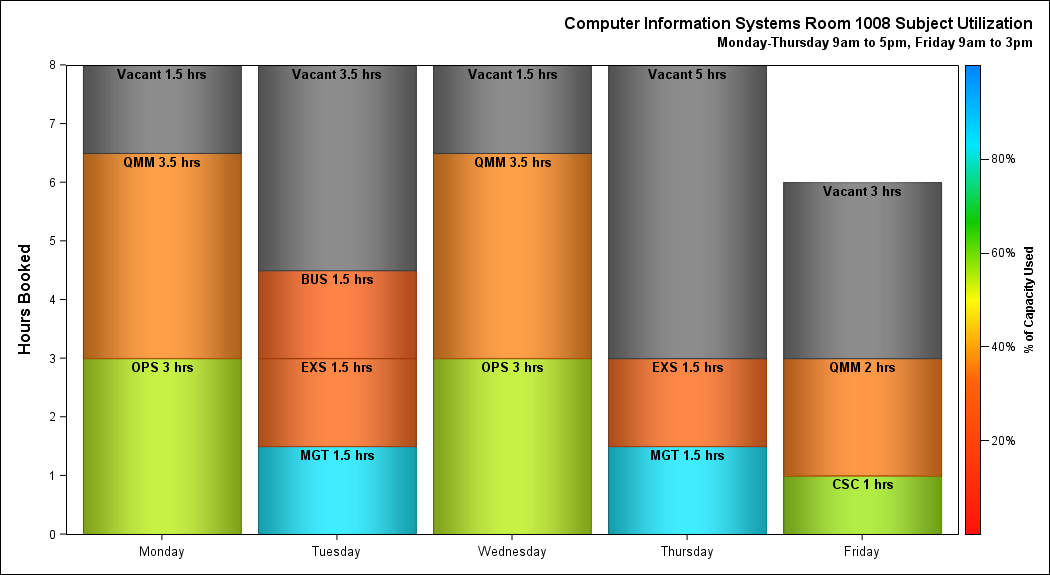 Computer Information Systems Room 1008 Subject Utilization
Monday-Thursday 9am to 5pm, Friday 9am to 3pm
Hours Booked
8
7
6
5
4
3
2
1
0
Vacant 1.5 hrs
QMM 3.5 hrs
OPS 3 hrs
Vacant 3.5 hrs
BUS 1.5 hrs
EXS 1.5 hrs
MGT 1.5 hrs
Vacant 1.5 hrs
QMM 3.5 hrs
OPS 3 hrs
Vacant 5 hrs
EXS 1.5 hrs
MGT 1.5 hrs
Vacant 3 hrs
QMM 2 hrs
CSC 1 hrs
Monday
Tuesday
Wednesday
Thursday
Friday
80%
60%
40%
20%
% of Capacity Used